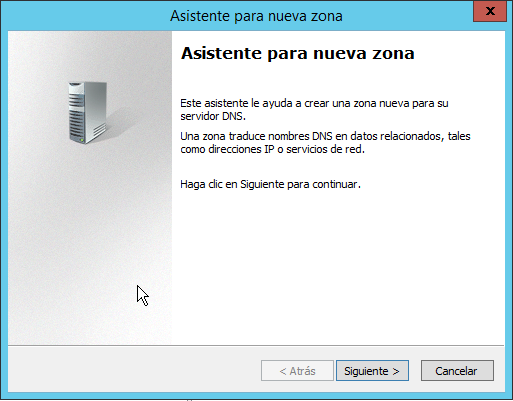 Asistente para nueva zona
x
Asistente para nueva zona
Este asistente le ayuda a crear una zona nueva para su
servidor DNS.
Una zona traduce nombres DNS en datos relacionados, tales
como direcciones IP o servicios de red.
Haga clic en Siguiente para continuar.
< Atrás
Siguiente >
Cancelar